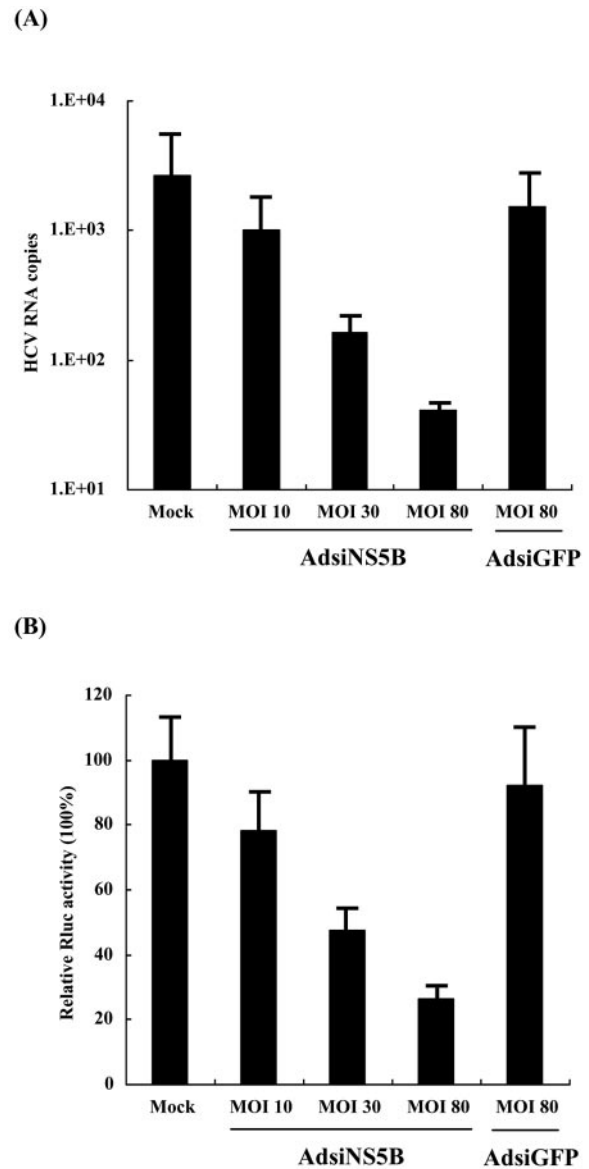 (A)
1.E+04
1.E+03
1.E+02
1.E+01
HCV RNA copies
Mock MOI 10 MOI 30 MOI 80 MOI 80
AdsiNS5B AdsiGFP
(B)
120
100
80
60
40
20
0
Relative Rluc activity (100%)
Mock MOI 10 MOI 30 MOI 80 MOI 80
AdsiNS5B AdsiGFP